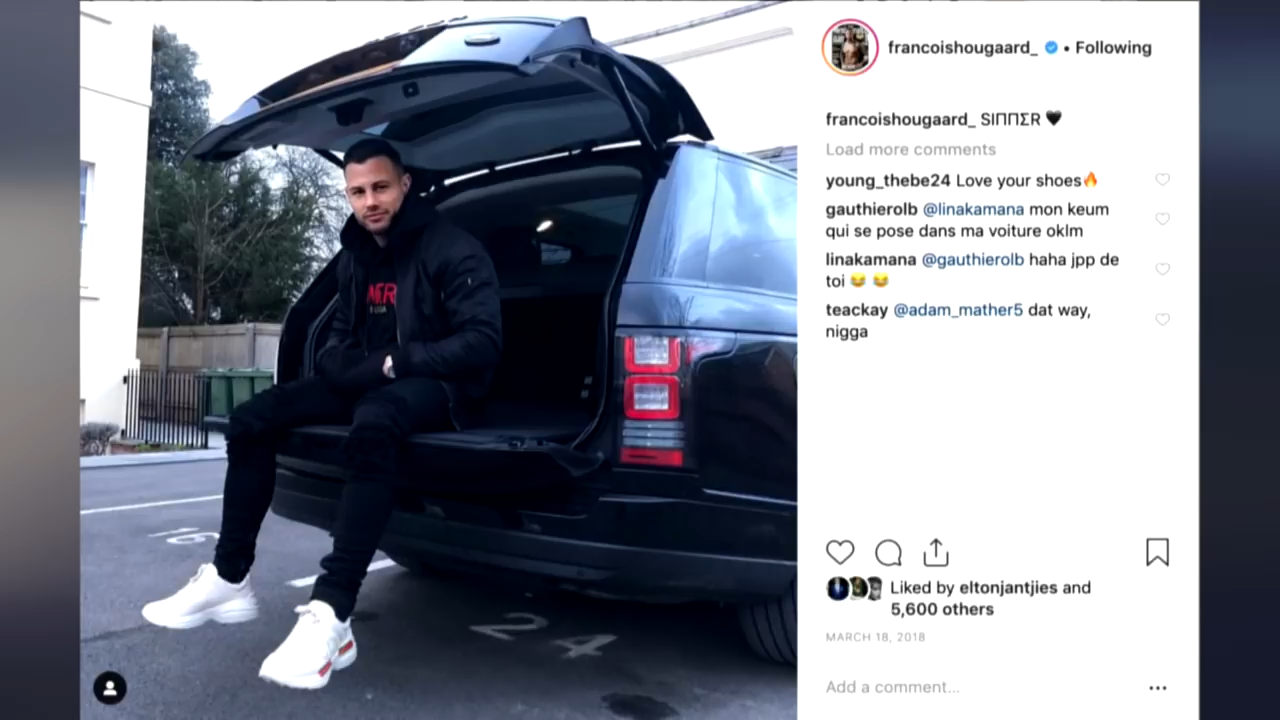 francoishougaard_ • Following
francoishougaard_ SIΠΠΣR 🖤
Load more comments
young_thebe24 Love your shoes🔥
gauthierolb @linakamana mon keum
qui se pose dans ma voiture oklm
linakamana @gauthierolb haha jpp de
toi 😂 😂
teackay @adam_mather5 dat way,
nigga
Liked by eltonjantjies and
5,600 others
MARCH 18, 2018
Add a comment...
16
24